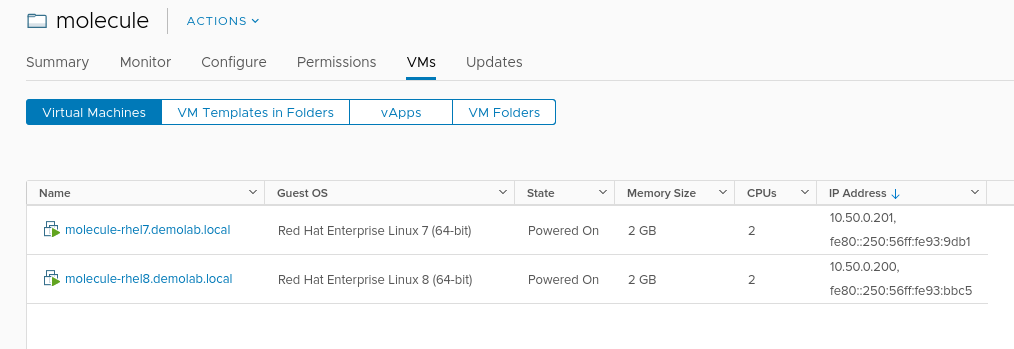 molecule ACTIONS
Summary Monitor Configure Permissions VMs Updates
Virtual Machines VM Templates in Folders vApps VM Folders
Name Guest OS State Memory Size CPUs IP Address
molecule-rhel7.demolab.local Red Hat Enterprise Linux 7 (64-bit) Powered On 2 GB 2 10.50.0.201,
fe80::250:56ff:fe93:9db1
molecule-rhel8.demolab.local Red Hat Enterprise Linux 8 (64-bit) Powered On 2 GB 2 10.50.0.200,
fe80::250:56ff:fe93:bbc5